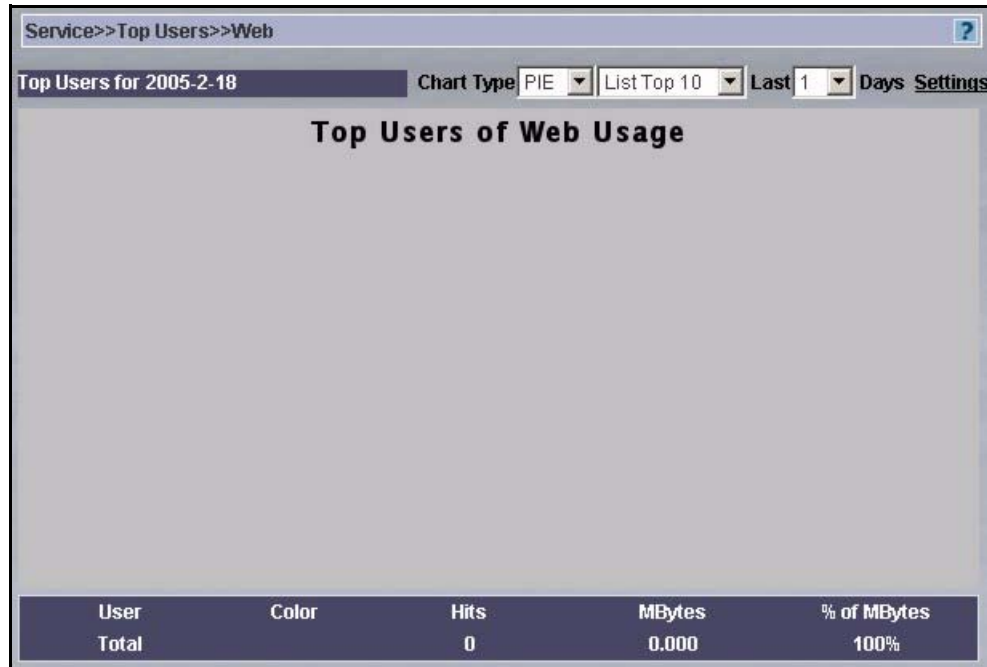 Service>>Top Users>>Web ?
Top Users for 2005-2-18 Chart Type PIE List Top 10 Last 1 Days Settings
Top Users of Web Usage
User Color Hits MBytes % of MBytes
Total 0 0.000 100%